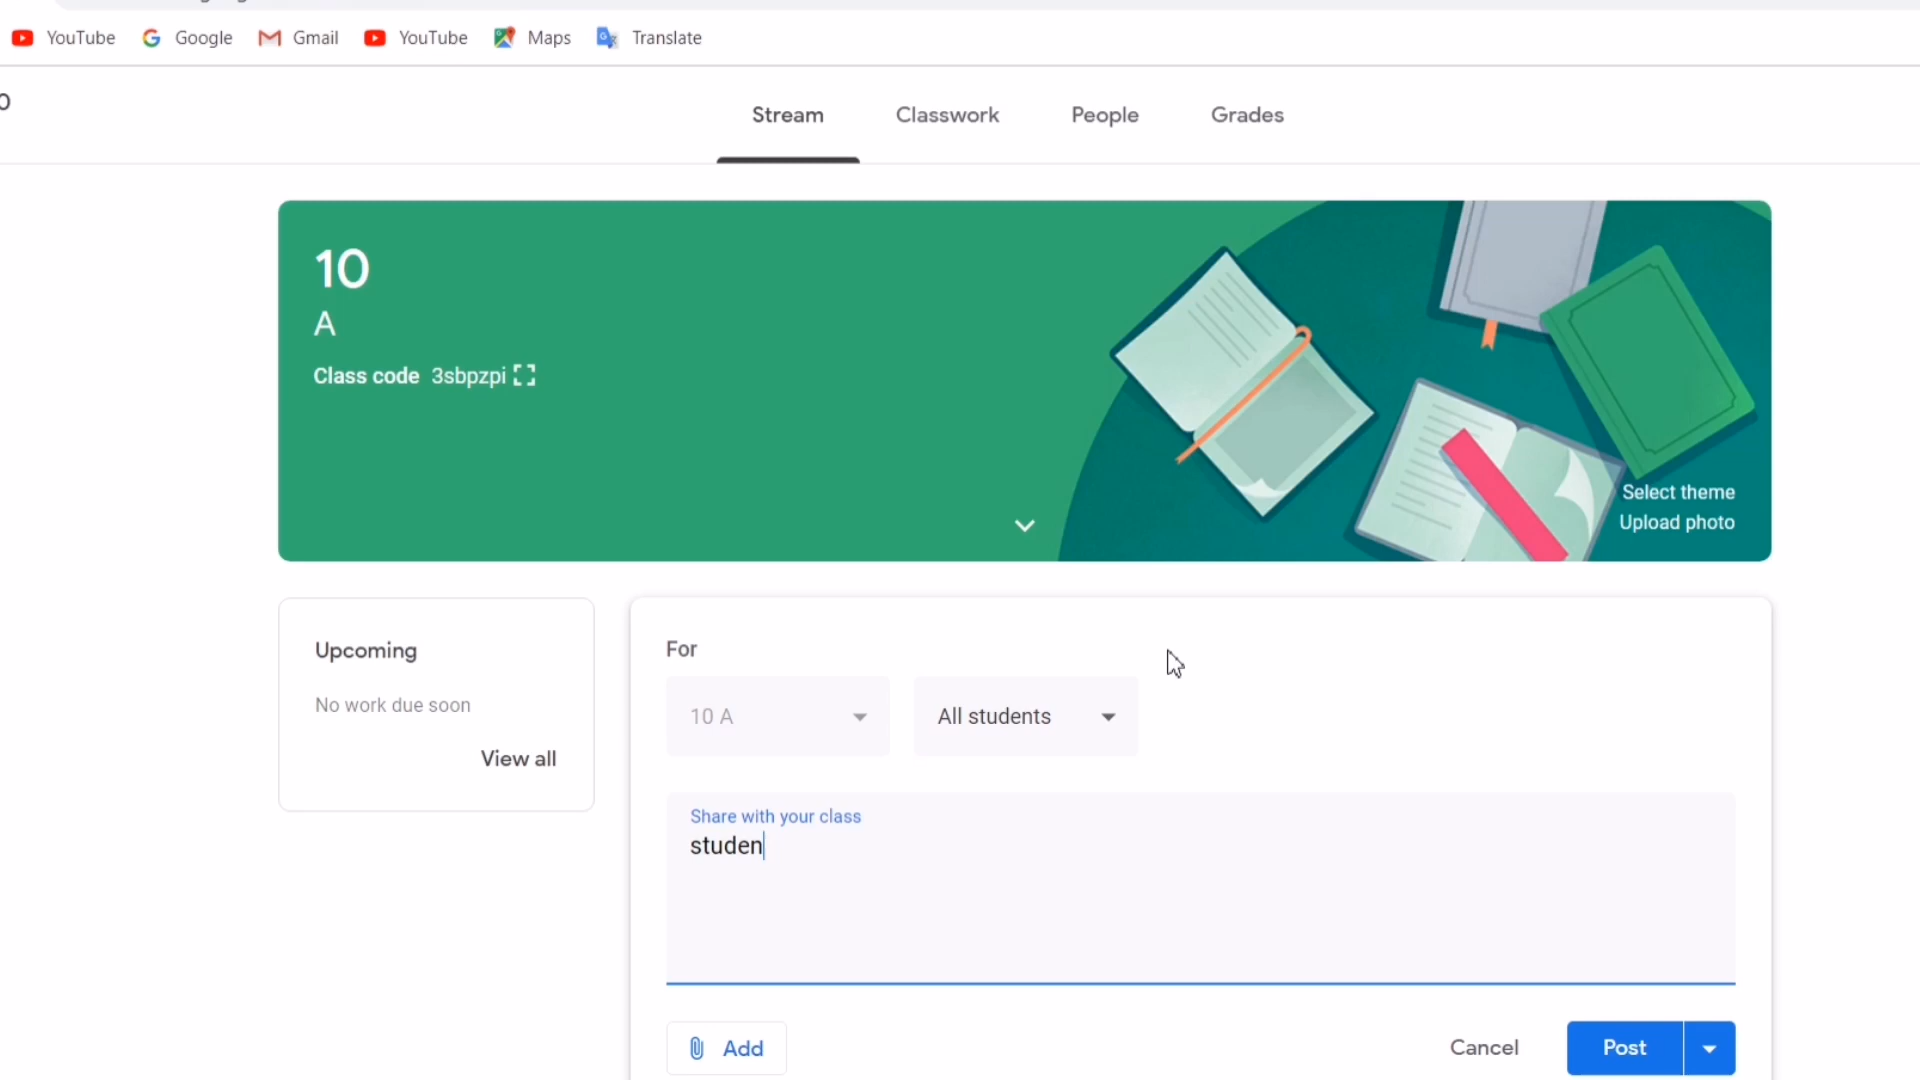 YouTube Google Gmail YouTube Maps Translate
Stream Classwork People Grades
10
A
Class code 3sbpzpi
Select theme
Upload photo
Upcoming
No work due soon
View all
For
10 A All students
Share with your class
studen
Add Cancel Post